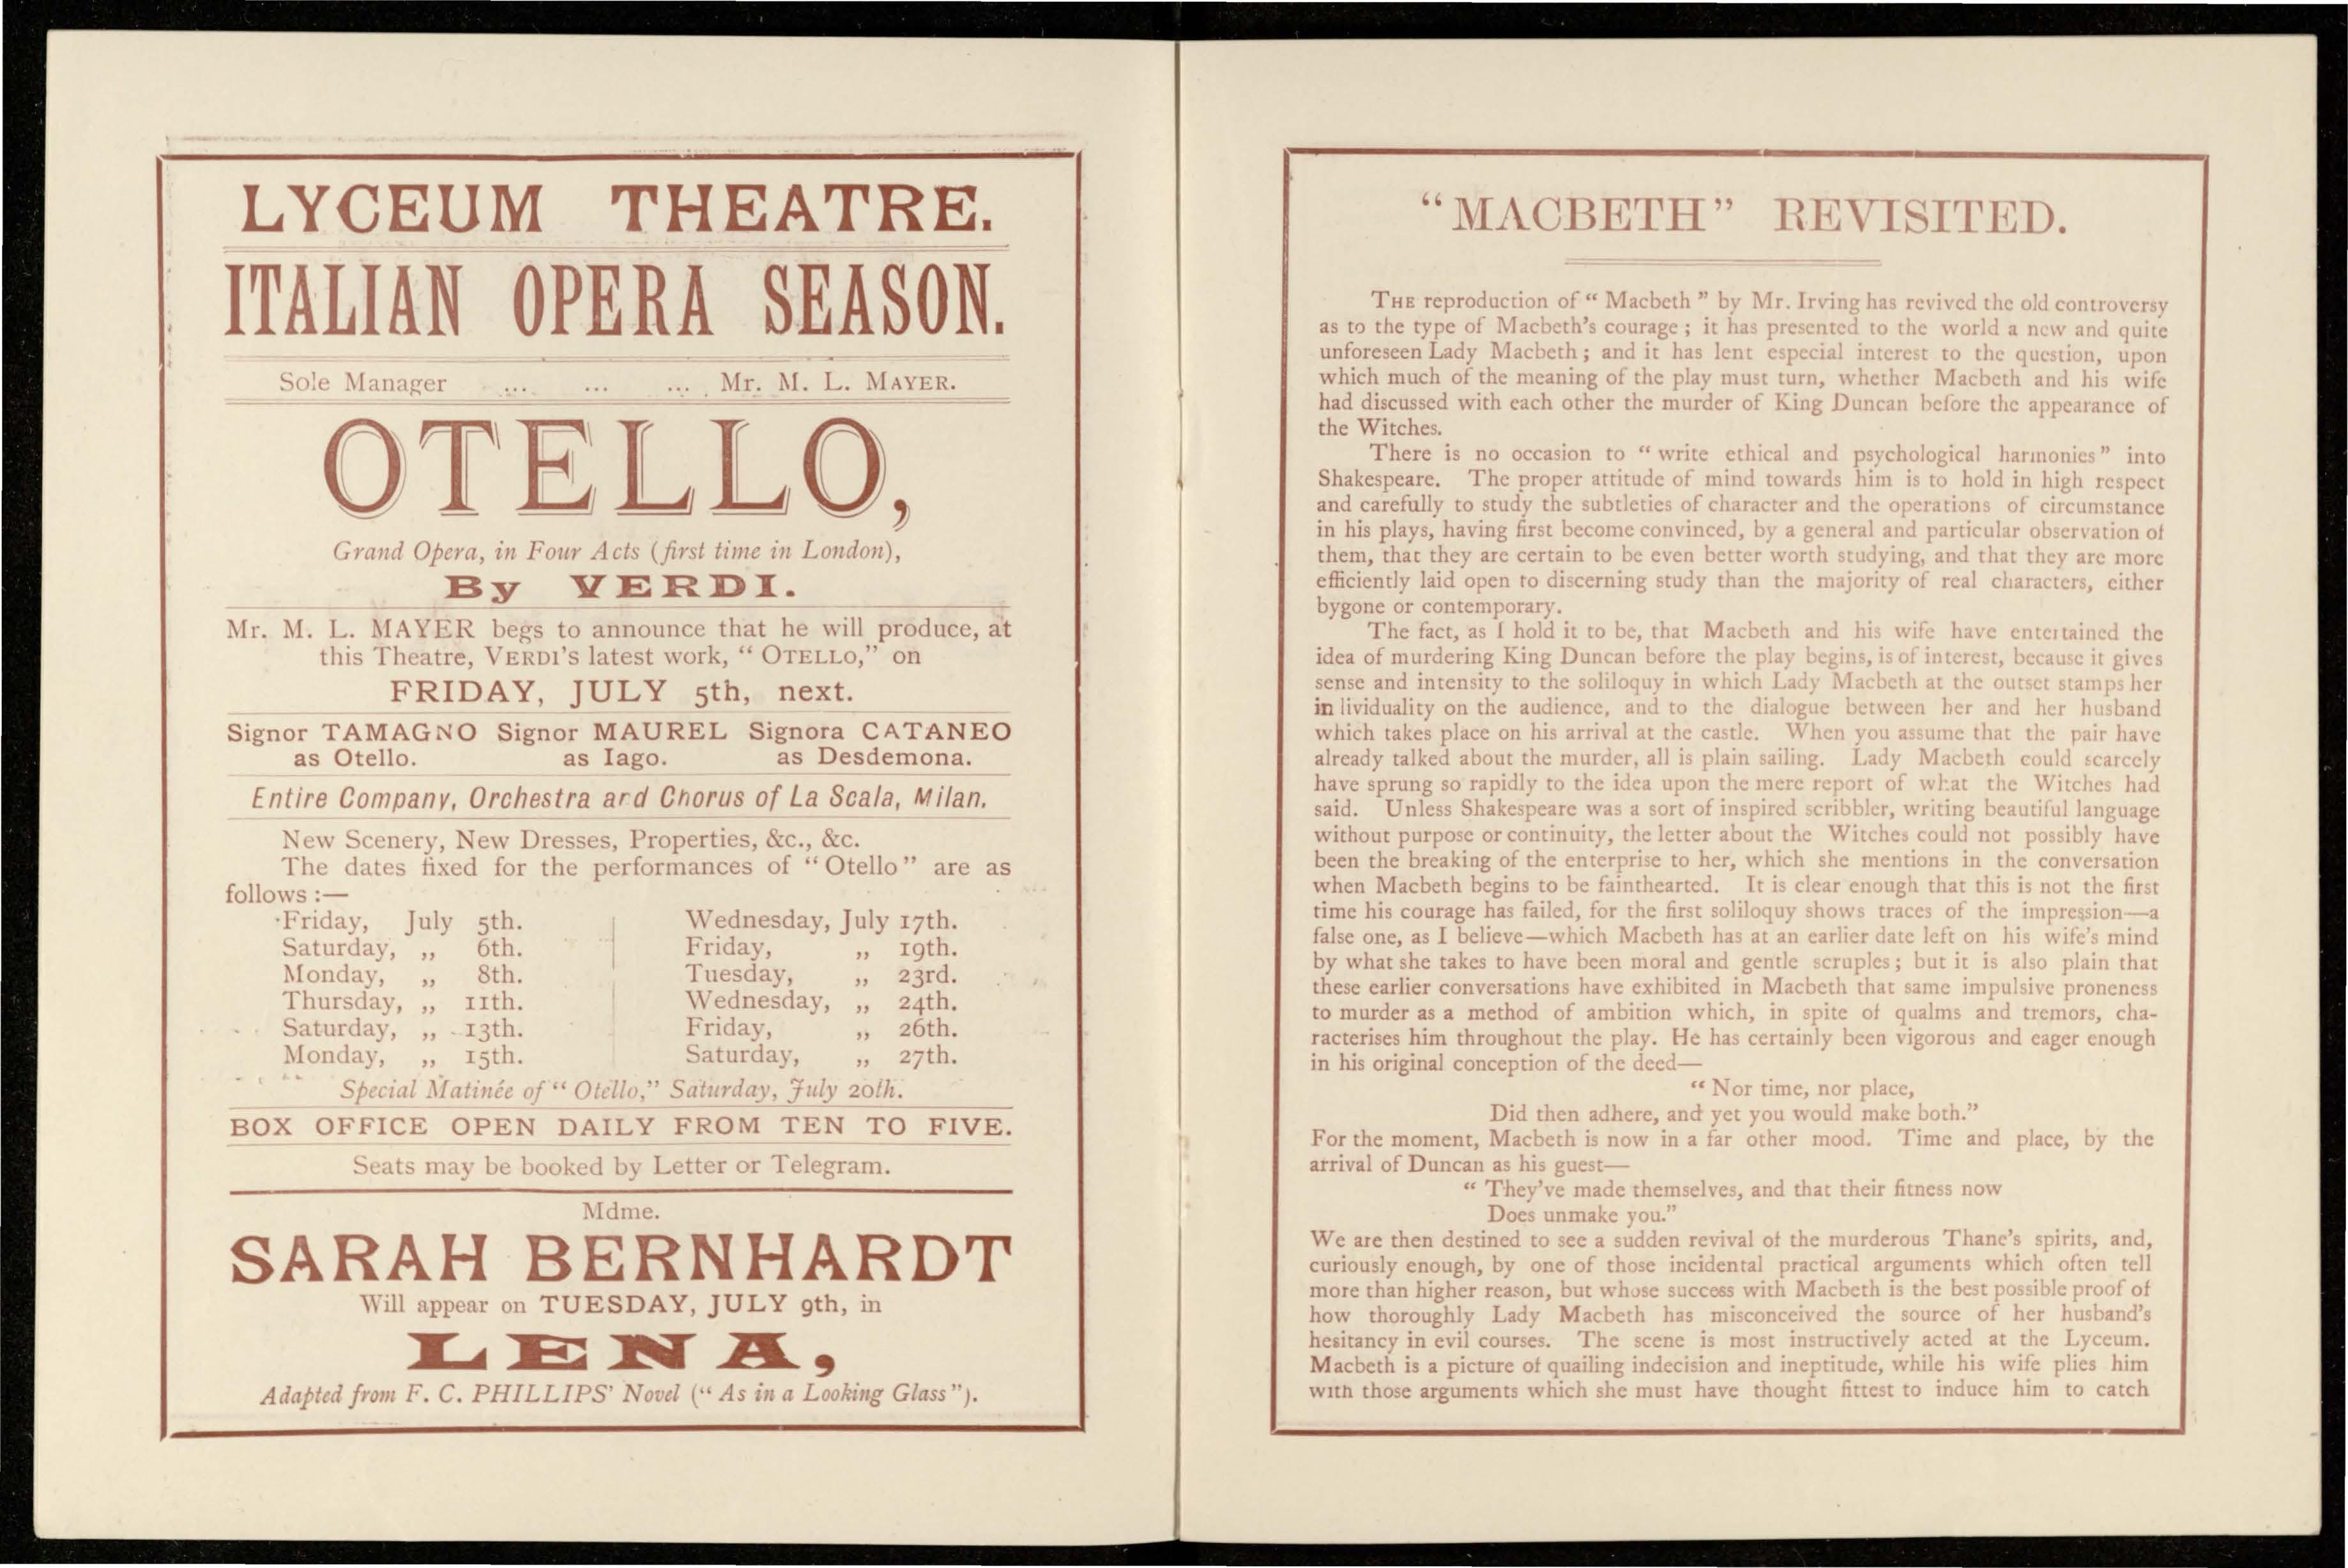 LYCEUM THEATRE.
ITALIAN OPERA SEASON.
Sole Manager ... ... ... Mr. M. L. MAYER.
OTELLO,
Grand Opera, in Four Acts (first time in London),
By VERDI.
Mr. M. L. MAYER begs to announce that he will produce, at
this Theatre, VERDI'S latest work, “ OTELLO,” on
FRIDAY, JULY 5th, next.
Signor TAMAGNO Signor MAUREL Signora CATANEO
as Otello. as Iago. as Desdemona.
Entire Company, Orchestra and Chorus of La Scala, Milan.
New Scenery, New Dresses, Properties, &c., &c.
The dates fixed for the performances of “ Otello ” are as
follows :—
Friday, July 5th.
Saturday, „ 6th.
Monday, „ 8th.
Thursday, „ 11th.
Saturday, „ 13th.
Monday, „ 15th.
Wednesday, July 17th.
Friday, „ 19th.
Tuesday, „ 23rd.
Wednesday, „ 24th.
Friday, „ 26th.
Saturday, „ 27th.
Special Matinée of “ Otello,” Saturday, July 20th.
BOX OFFICE OPEN DAILY FROM TEN TO FIVE.
Seats may be booked by Letter or Telegram.
Mdme.
SARAH BERNHARDT
Will appear on TUESDAY, JULY 9th, in
LENA,
Adapted from F. C. PHILLIPS' Novel (“ As in a Looking Glass ”).
“MACBETH” REVISITED.
THE reproduction of “ Macbeth ” by Mr. Irving has revived the old controversy
as to the type of Macbeth's courage ; it has presented to the world a new and quite
unforeseen Lady Macbeth ; and it has lent especial interest to the question, upon
which much of the meaning of the play must turn, whether Macbeth and his wife
had discussed with each other the murder of King Duncan before the appearance of
the Witches.
There is no occasion to “ write ethical and psychological harmonies ” into
Shakespeare. The proper attitude of mind towards him is to hold in high respect
and carefully to study the subtleties of character and the operations of circumstance
in his plays, having first become convinced, by a general and particular observation of
them, that they are certain to be even better worth studying, and that they are more
efficiently laid open to discerning study than the majority of real characters, either
bygone or contemporary.
The fact, as I hold it to be, that Macbeth and his wife have entertained the
idea of murdering King Duncan before the play begins, is of interest, because it gives
sense and intensity to the soliloquy in which Lady Macbeth at the outset stamps her
in lividuality on the audience, and to the dialogue between her and her husband
which takes place on his arrival at the castle. When you assume that the pair have
already talked about the murder, all is plain sailing. Lady Macbeth could scarcely
have sprung so rapidly to the idea upon the mere report of what the Witches had
said. Unless Shakespeare was a sort of inspired scribbler, writing beautiful language
without purpose or continuity, the letter about the Witches could not possibly have
been the breaking of the enterprise to her, which she mentions in the conversation
when Macbeth begins to be fainthearted. It is clear enough that this is not the first
time his courage has failed, for the first soliloquy shows traces of the impression—a
false one, as I believe—which Macbeth has at an earlier date left on his wife's mind
by what she takes to have been moral and gentle scruples ; but it is also plain that
these earlier conversations have exhibited in Macbeth that same impulsive proneness
to murder as a method of ambition which, in spite of qualms and tremors, cha-
racterises him throughout the play. He has certainly been vigorous and eager enough
in his original conception of the deed—
“ Nor time, nor place,
Did then adhere, and yet you would make both.”
For the moment, Macbeth is now in a far other mood. Time and place, by the
arrival of Duncan as his guest—
“ They've made themselves, and that their fitness now
Does unmake you.”
We are then destined to see a sudden revival of the murderous Thane's spirits, and,
curiously enough, by one of those incidental practical arguments which often tell
more than higher reason, but whose success with Macbeth is the best possible proof of
how thoroughly Lady Macbeth has misconceived the source of her husband's
hesitancy in evil courses. The scene is most instructively acted at the Lyceum.
Macbeth is a picture of quailing indecision and ineptitude, while his wife plies him
with those arguments which she must have thought fittest to induce him to catch